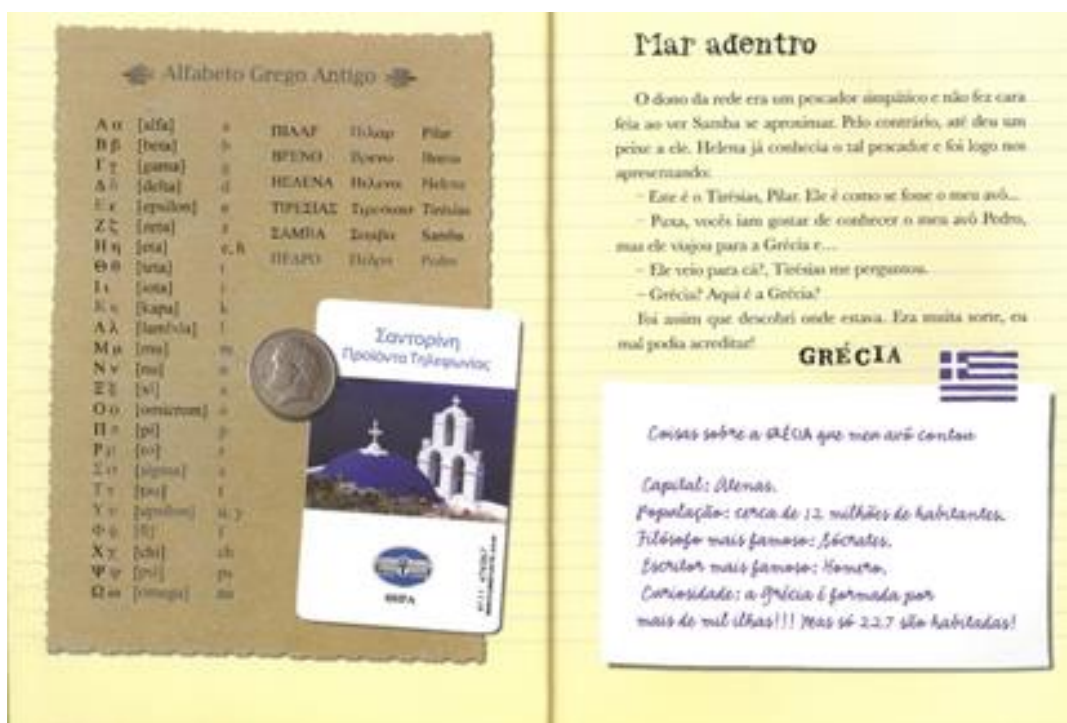 Alfabeto Grego Antigo
Α α [alfa] a
Β β [beta] b
Γ γ [gama] g
Δ δ [delta] d
Ε ε [epsilon] e
Ζ ζ [zeta] z
Η η [eta] e, h
Θ θ [teta] t
Ι ι [iota] i
Κ κ [kapa] k
Λ λ [lambda] l
Μ μ [mu] m
Ν ν [nu] n
Ξ ξ [xi] x
Ο ο [omicrom] o
Π π [pi] p
Ρ ρ [ro] r
Σ σ [sigma] s
Τ τ [tau] t
Υ υ [upsilon] u, y
Φ φ [fi] f
Χ χ [chi] ch
Ψ ψ [psi] ps
Ω ω [omega]
Pilar
ΒΡΕΝΟ Breno
ΗΕΛΕΝΑ Helena
ΤΙΡΕΣΙΑΣ Tirésias
ΣΑΜΒΑ Samba
ΠΕΔΡΟ Pedro
Σαντορίνη
Προϊόντα Τηλεφωνίας
ΘΗΡΑ
Mar adentro
O dono da rede era um pescador simpático e não fez cara
feia ao ver Samba se aproximar. Pelo contrário, até deu um
peixe a ele. Helena já conhecia o tal pescador e foi logo nos
apresentando:
– Este é o Tirésias, Pilar. Ele é como se fosse o meu avô...
– Puxa, vocês iam gostar de conhecer o meu avô Pedro,
mas ele viajou para a Grécia e...
– Ele veio para cá?, Tirésias me perguntou.
– Grécia? Aqui é a Grécia?
Foi assim que descobri onde estava. Era muita sorte, eu
mal podia acreditar!
GRÉCIA
Coisas sobre a GRÉCIA que meu avô contou
Capital: Atenas.
População: cerca de 12 milhões de habitantes.
Filósofo mais famoso: Sócrates.
Escritor mais famoso: Homero.
Curiosidade: a Grécia é formada por
mais de mil ilhas!!! Mas só 227 são habitadas!